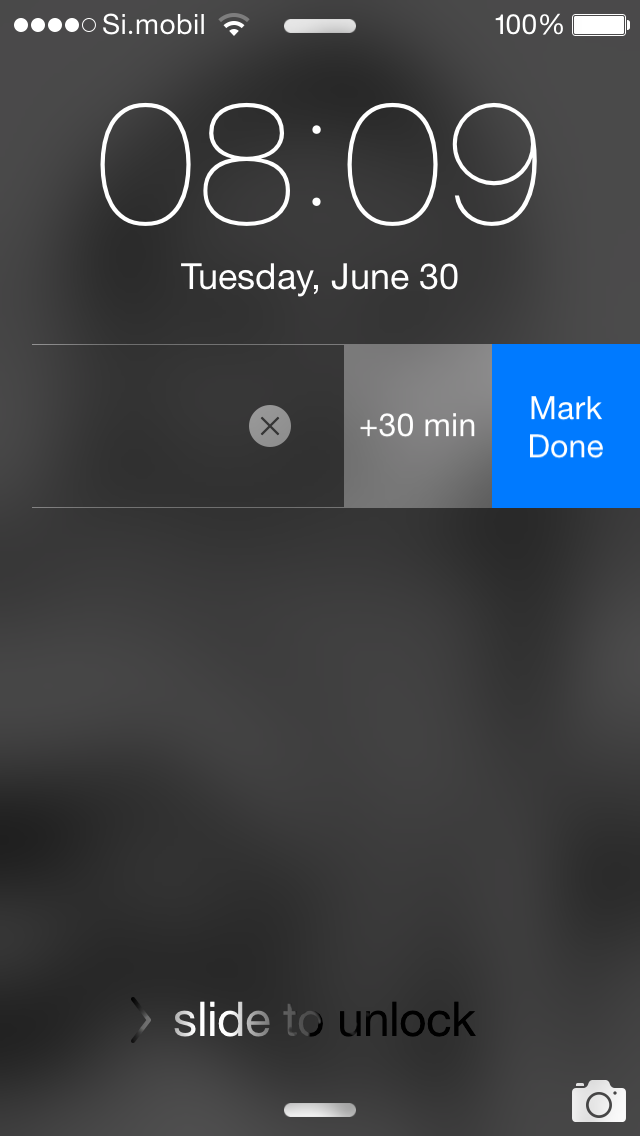 Si.mobil 100%
08:09
Tuesday, June 30
+30 min
Mark
Done
slide to unlock